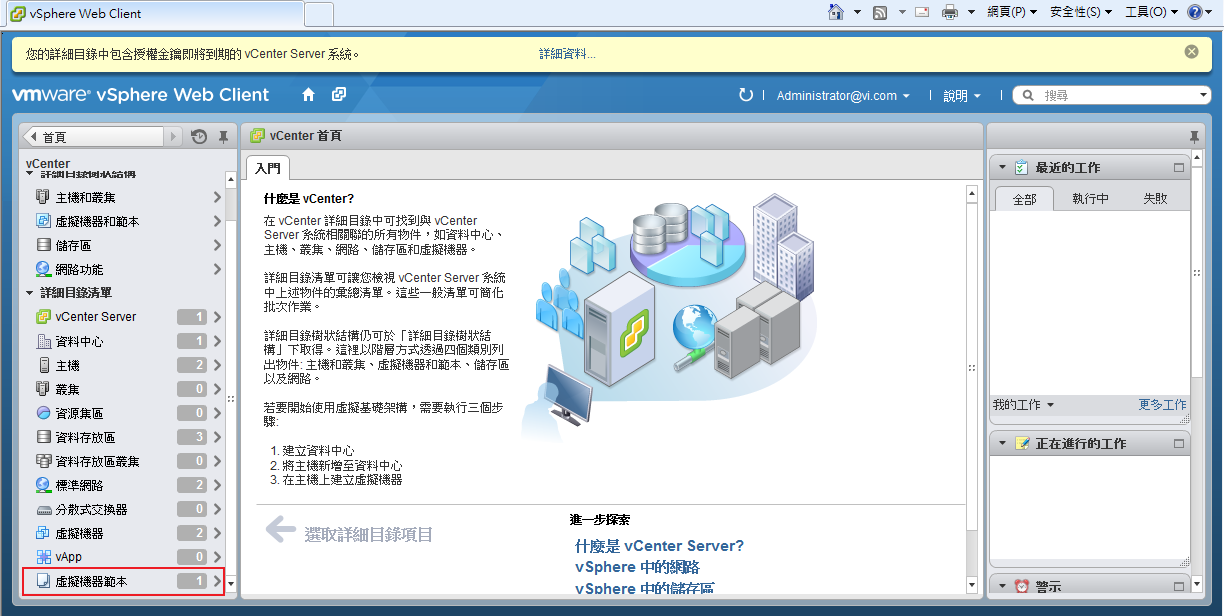 vSphere Web Client
網頁(P)
安全性(S)
工具(O)
您的詳細目錄中包含授權金鑰即將到期的 vCenter Server 系統。
詳細資料...
vmware® vSphere Web Client
Administrator@vi.com
說明
搜尋
首頁
vCenter
詳細目錄樹狀結構
主機和叢集
虛擬機器和範本
儲存區
網路功能
詳細目錄清單
vCenter Server 1
資料中心 1
主機 2
叢集 0
資源集區 0
資料存放區 3
資料存放區叢集 0
標準網路 2
分散式交換器 0
虛擬機器 2
vApp 0
虛擬機器範本 1
vCenter 首頁
入門
什麼是 vCenter?
在 vCenter 詳細目錄中可找到與 vCenter
Server 系統相關聯的所有物件，如資料中心、
主機、叢集、網路、儲存區和虛擬機器。
詳細目錄清單可讓您檢視 vCenter Server 系統
中上述物件的彙總清單。這些一般清單可簡化
批次作業。
詳細目錄樹狀結構仍可於「詳細目錄樹狀結
構」下取得。這裡以階層方式透過四個類別列
出物件: 主機和叢集、虛擬機器和範本、儲存區
以及網路。
若要開始使用虛擬基礎架構，需要執行三個步
驟:
1. 建立資料中心
2. 將主機新增至資料中心
3. 在主機上建立虛擬機器
選取詳細目錄項目
進一步探索
什麼是 vCenter Server?
vSphere 中的網路
vSphere 中的儲存區
最近的工作
全部
執行中
失敗
我的工作
更多工作
正在進行的工作
警示